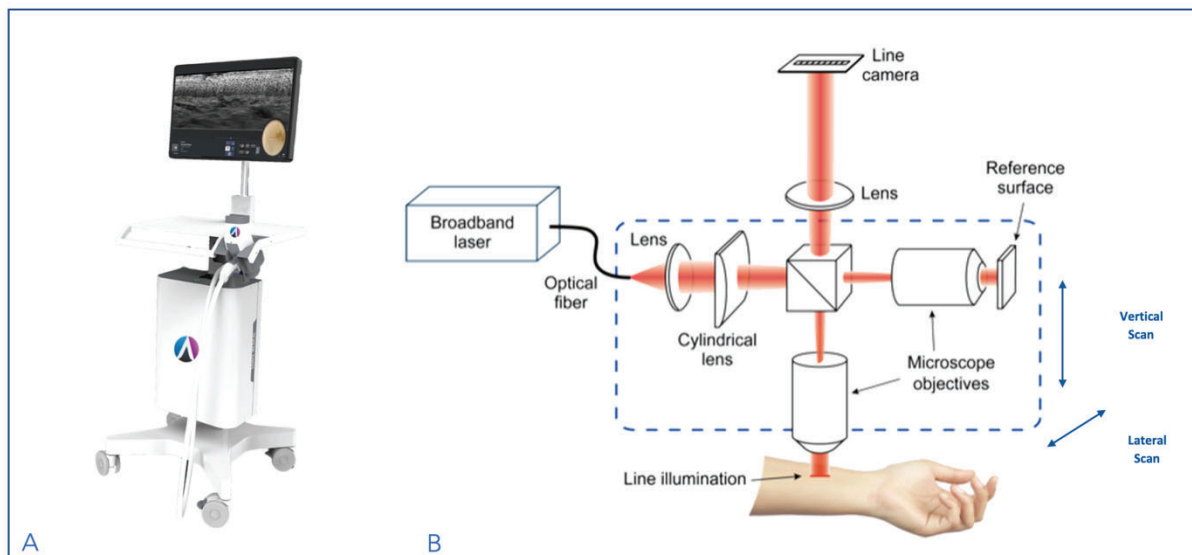 Line
camera
Reference
surface
Lens
Broadband
laser
Lens
Optical
fiber
Cylindrical
lens
Microscope
objectives
Vertical
Scan
Lateral
Scan
Line illumination
A
B